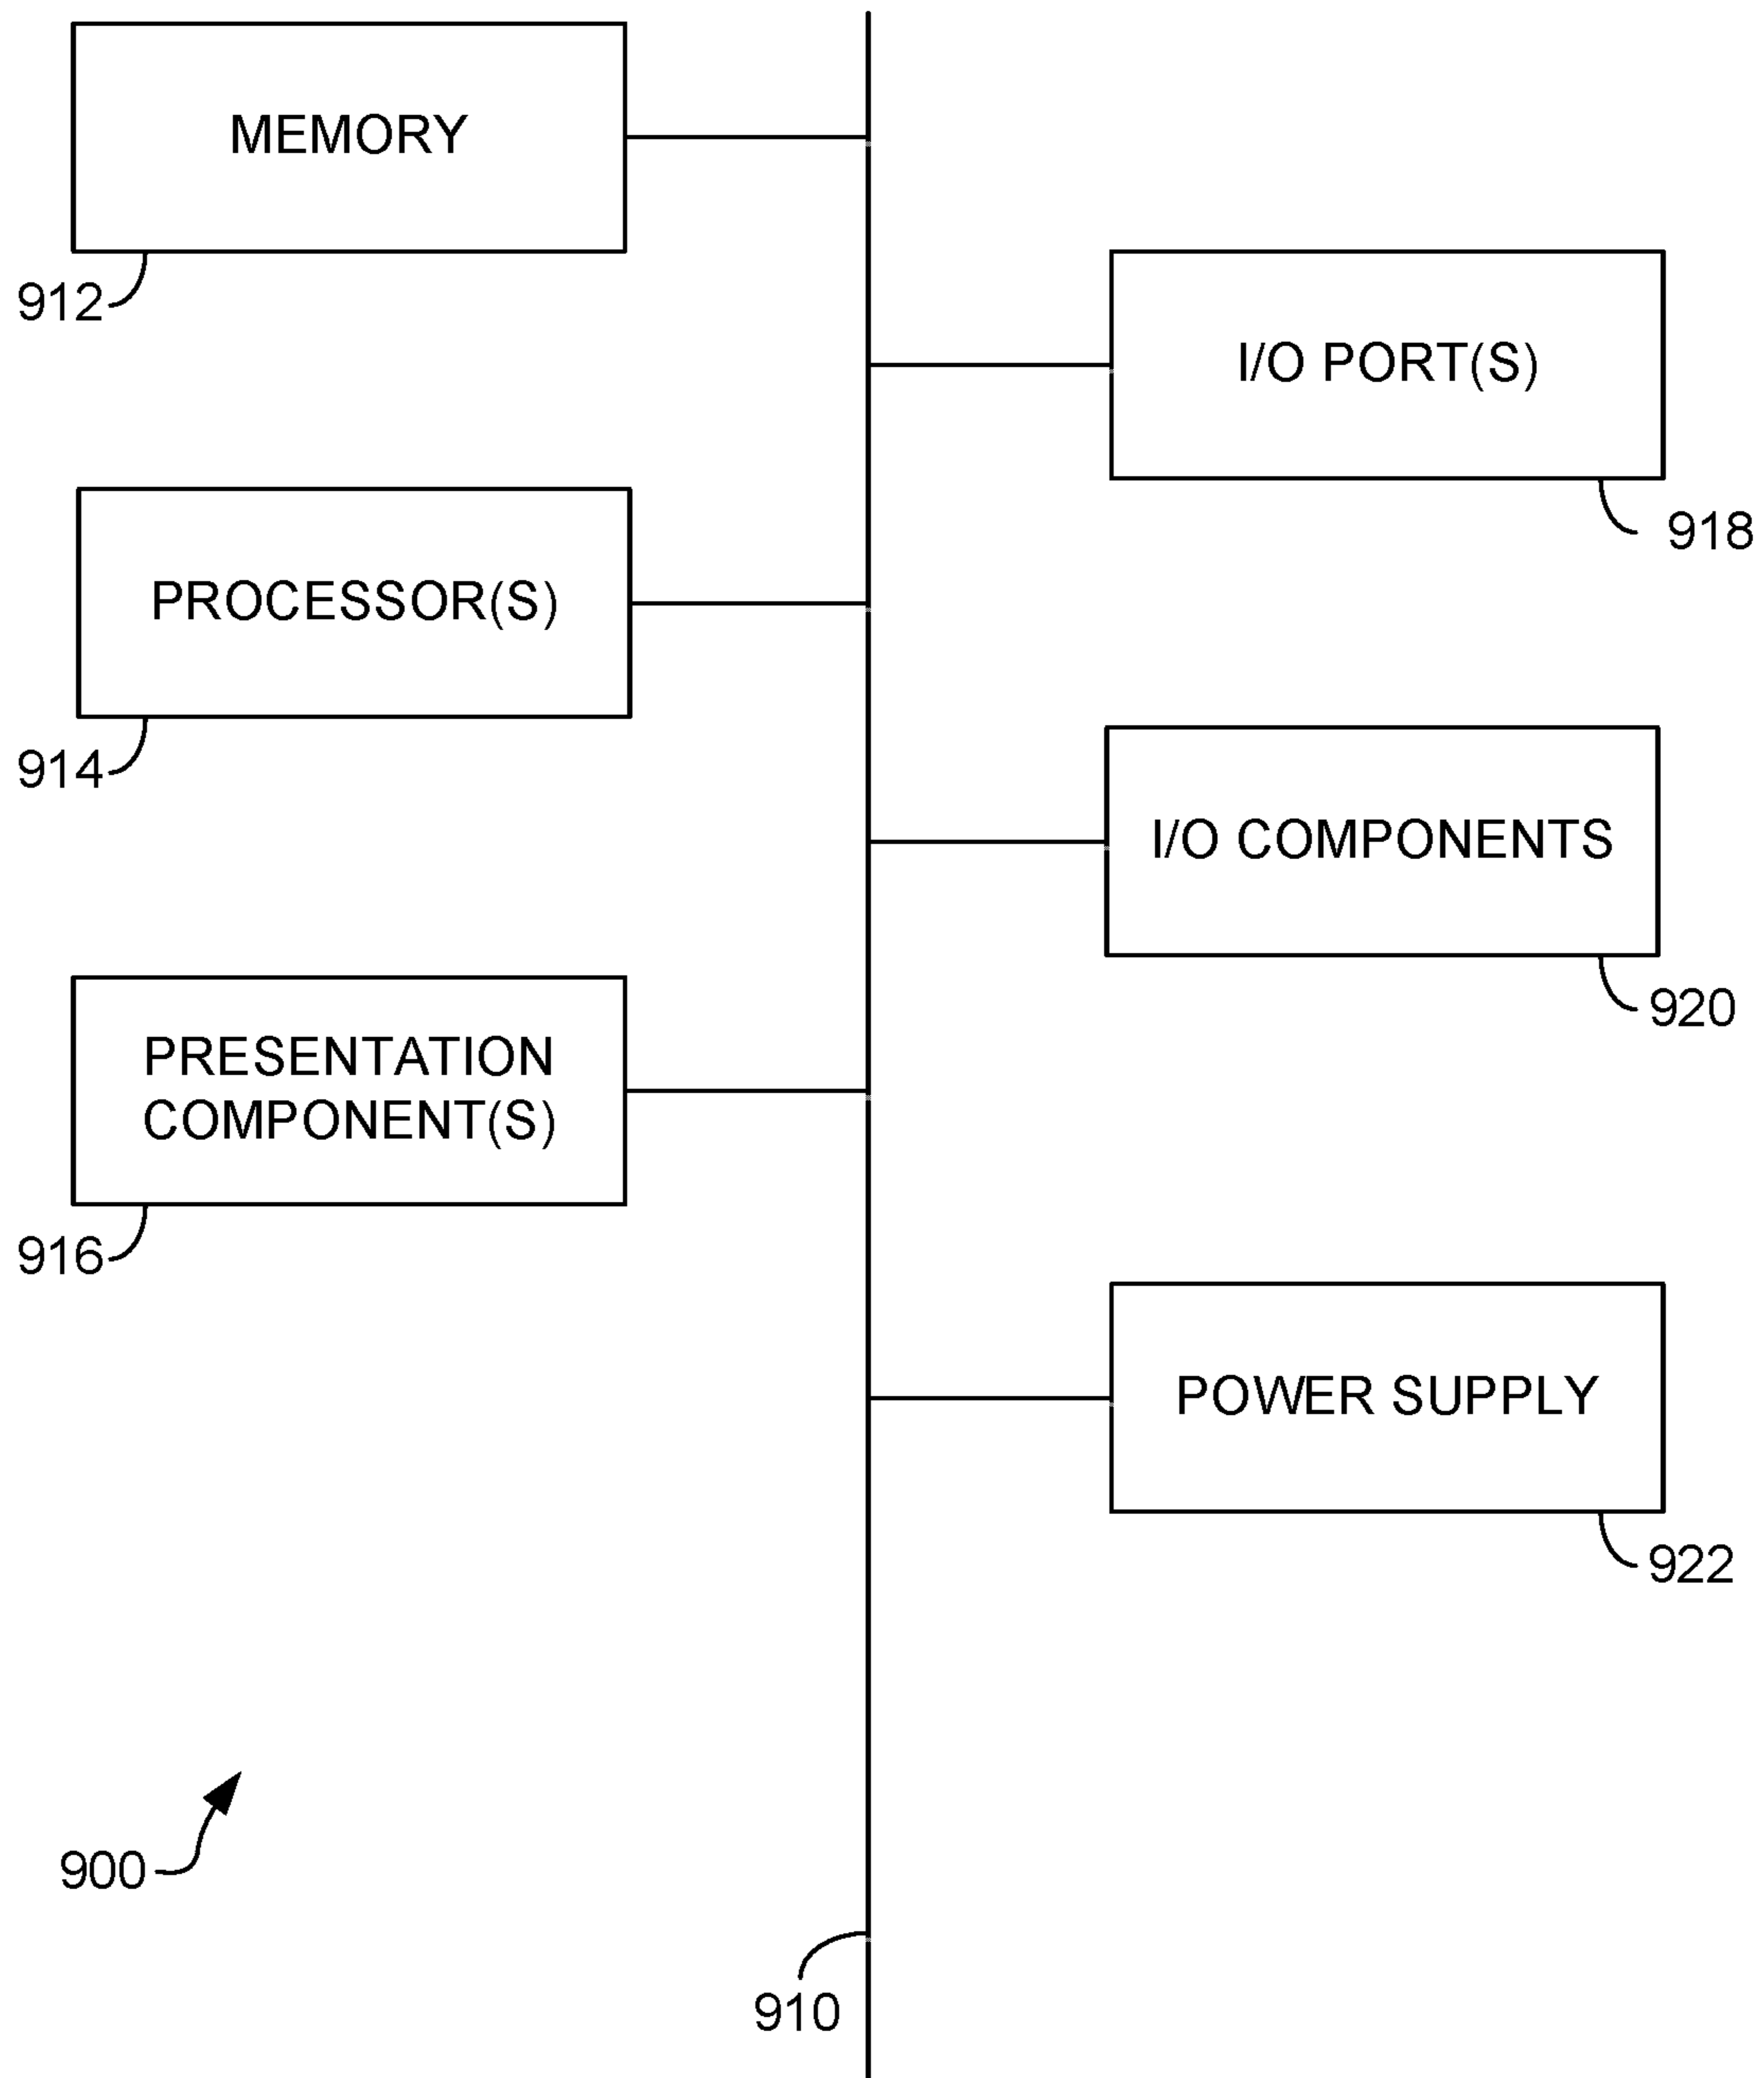 MEMORY
912
I/O PORT(S)
918
PROCESSOR(S)
914
I/O COMPONENTS
920
PRESENTATION
COMPONENT(S)
916
POWER SUPPLY
922
900
910